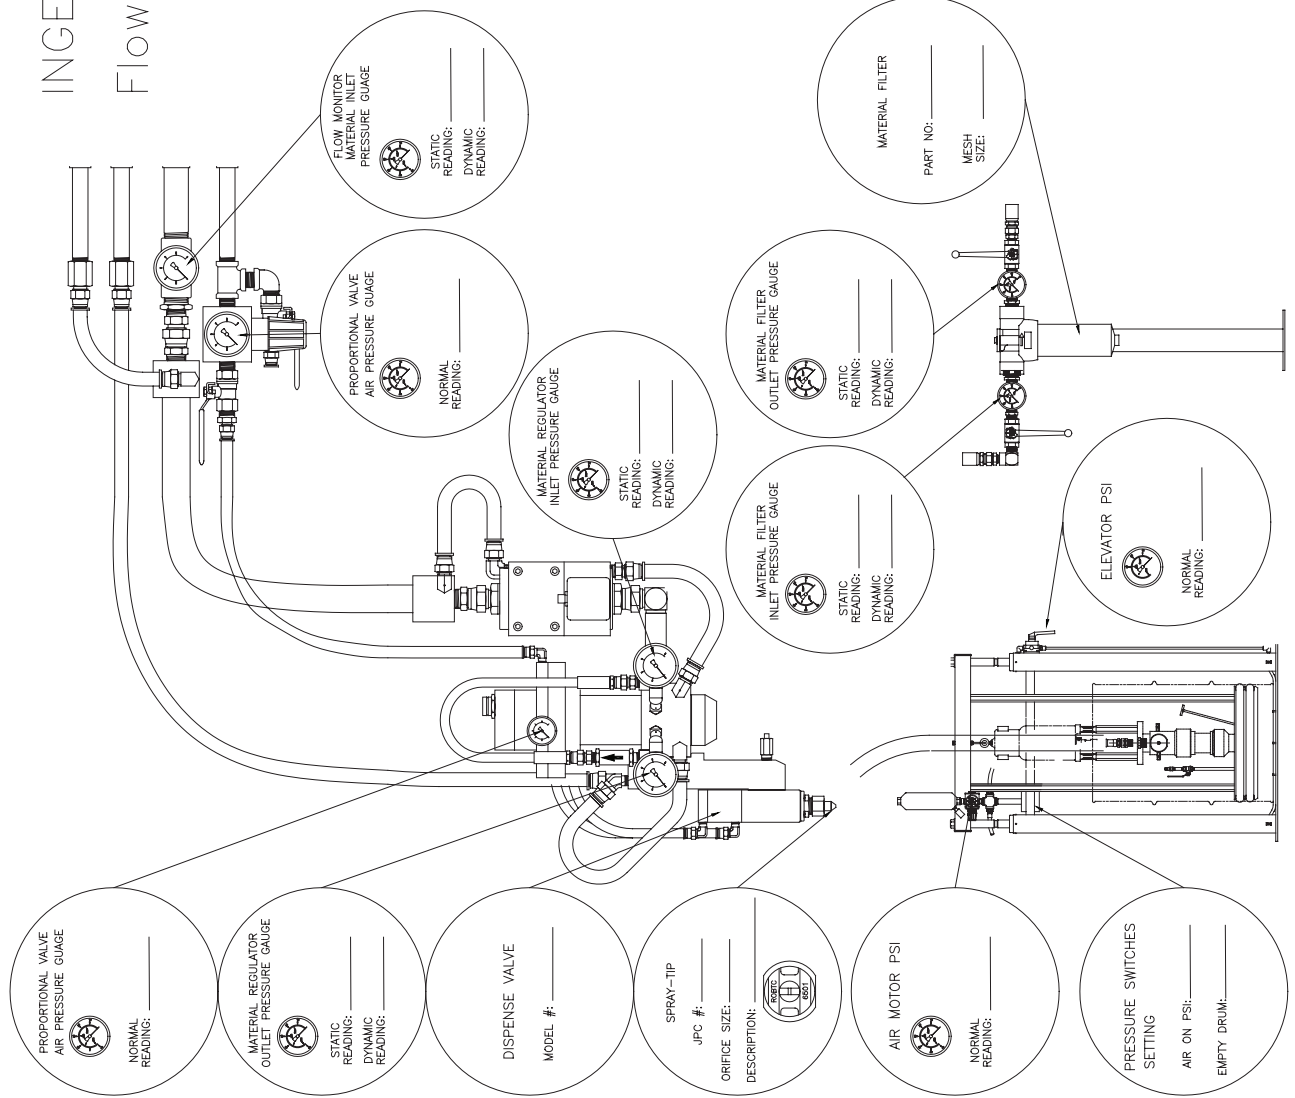 INGE
Flow
FLOW MONITOR
MATERIAL INLET
PRESSURE GUAGE
STATIC
READING:
DYNAMIC
READING:
MATERIAL FILTER
PART NO:
MESH
SIZE:
PROPORTIONAL VALVE
AIR PRESSURE GUAGE
NORMAL
READING:
MATERIAL REGULATOR
INLET PRESSURE GAUGE
STATIC
READING:
DYNAMIC
READING:
MATERIAL FILTER
OUTLET PRESSURE GAUGE
STATIC
READING:
DYNAMIC
READING:
MATERIAL FILTER
INLET PRESSURE GAUGE
STATIC
READING:
DYNAMIC
READING:
ELEVATOR PSI
NORMAL
READING:
PROPORTIONAL VALVE
AIR PRESSURE GUAGE
NORMAL
READING:
MATERIAL REGULATOR
OUTLET PRESSURE GAUGE
STATIC
READING:
DYNAMIC
READING:
DISPENSE VALVE
MODEL #:
SPRAY-TIP
JPC #:
ORIFICE SIZE:
DESCRIPTION:
ROBTC
6501
AIR MOTOR PSI
NORMAL
READING:
PRESSURE SWITCHES
SETTING
AIR ON PSI:
EMPTY DRUM: